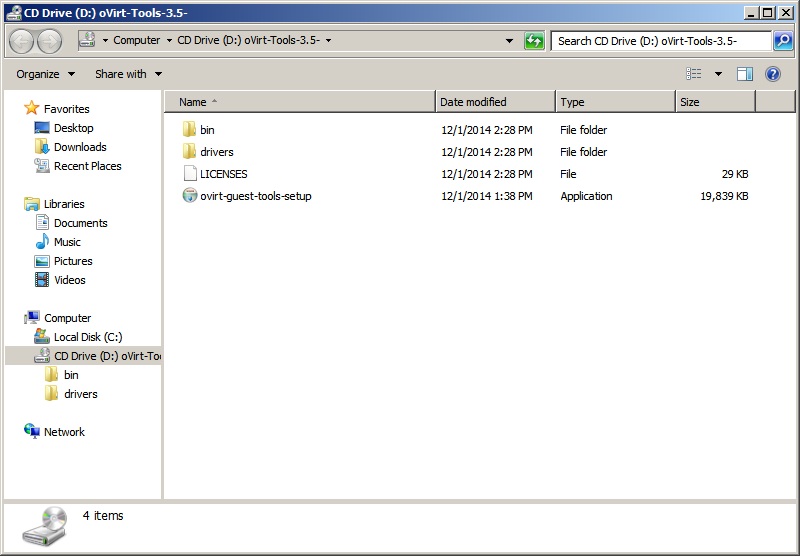 CD Drive (D:) oVirt-Tools-3.5-
Computer CD Drive (D:) oVirt-Tools-3.5-
Search CD Drive (D:) oVirt-Tools-3.5-
Organize Share with
Favorites
Desktop
Downloads
Recent Places
Libraries
Documents
Music
Pictures
Videos
Computer
Local Disk (C:)
CD Drive (D:) oVirt-Too
bin
drivers
Network
Name Date modified Type Size
bin 12/1/2014 2:28 PM File folder
drivers 12/1/2014 2:28 PM File folder
LICENSES 12/1/2014 2:28 PM File 29 KB
ovirt-guest-tools-setup 12/1/2014 1:38 PM Application 19,839 KB
4 items